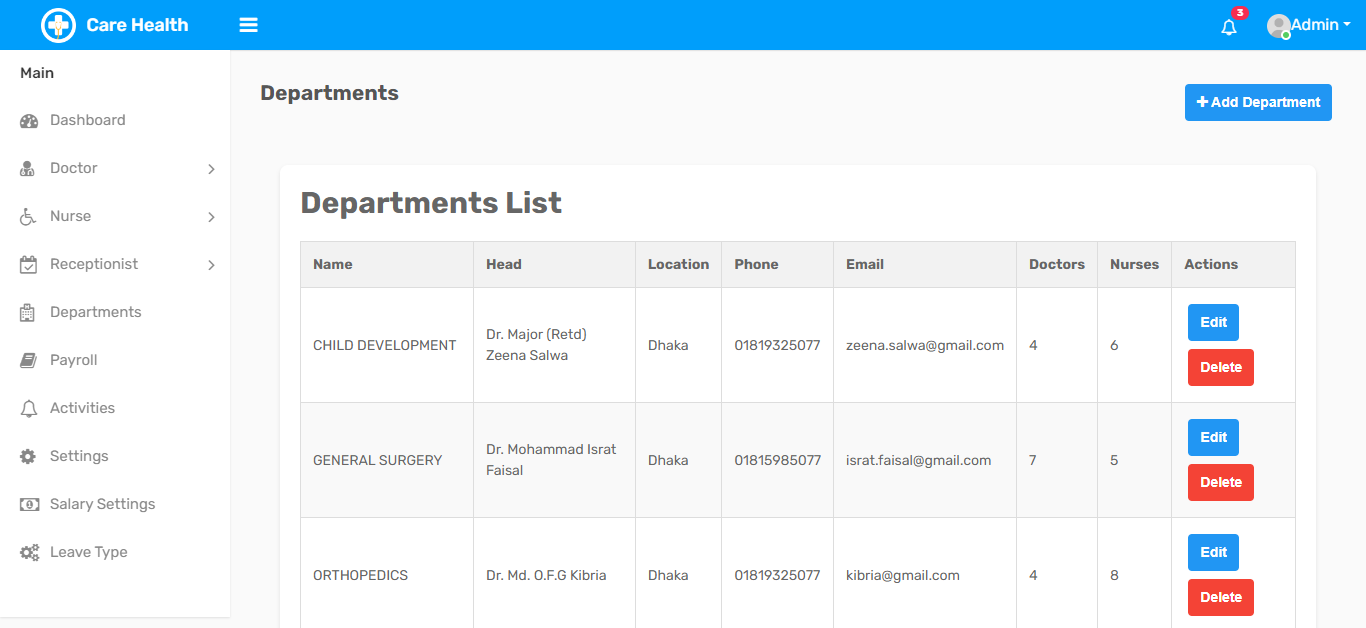 Care Health
3
Admin
Main
Dashboard
Doctor
Nurse
Receptionist
Departments
Payroll
Activities
Settings
Salary Settings
Leave Type
Departments
Add Department
Departments List
Name Head Location Phone Email Doctors Nurses Actions
CHILD DEVELOPMENT Dr. Major (Retd) Dhaka 01819325077 zeena.salwa@gmail.com 4 6 Edit
Zeena Salwa Delete
GENERAL SURGERY Dr. Mohammad Israt Dhaka 01815985077 israt.faisal@gmail.com 7 5 Edit
Faisal Delete
ORTHOPEDICS Dr. Md. O.F.G Kibria Dhaka 01819325077 kibria@gmail.com 4 8 Edit
Delete